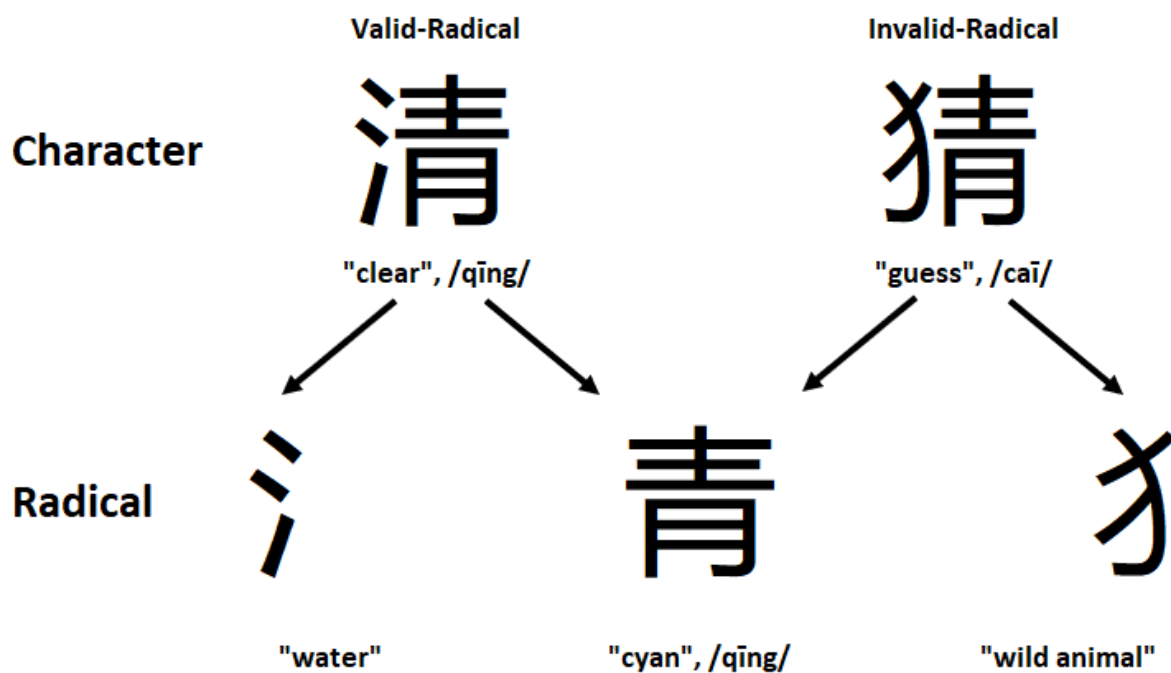 Valid-Radical Invalid-Radical
Character 清 猜
"clear", /qīng/ "guess", /caī/
Radical 氵 青 犭
"water" "cyan", /qīng/ "wild animal"